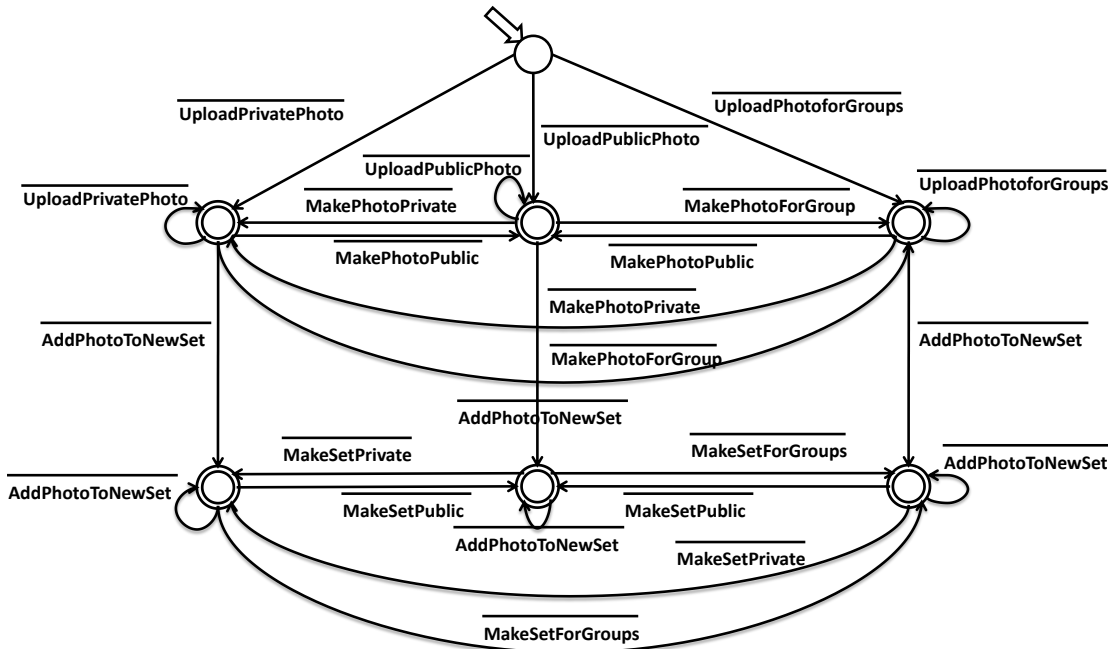 UploadPrivatePhoto
UploadPhotoforGroups
UploadPublicPhoto
UploadPublicPhoto
UploadPrivatePhoto
UploadPhotoforGroups
MakePhotoPrivate
MakePhotoForGroup
MakePhotoPublic
MakePhotoPublic
MakePhotoPrivate
AddPhotoToNewSet
AddPhotoToNewSet
MakePhotoForGroup
AddPhotoToNewSet
MakeSetPrivate
MakeSetForGroups
AddPhotoToNewSet
AddPhotoToNewSet
MakeSetPublic
MakeSetPublic
AddPhotoToNewSet
MakeSetPrivate
MakeSetForGroups